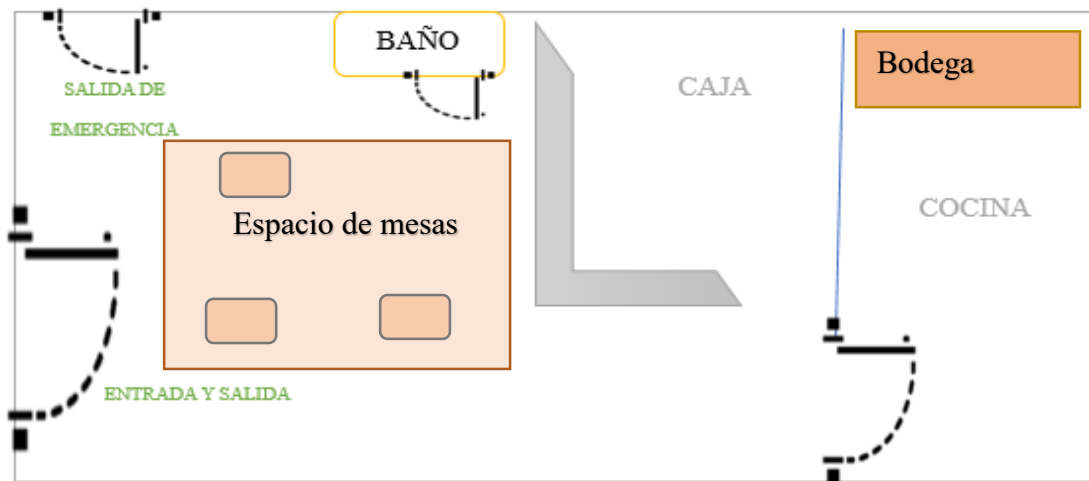 BAÑO
Bodega
CAJA
SALIDA DE
EMERGENCIA
COCINA
Espacio de mesas
ENTRADA Y SALIDA